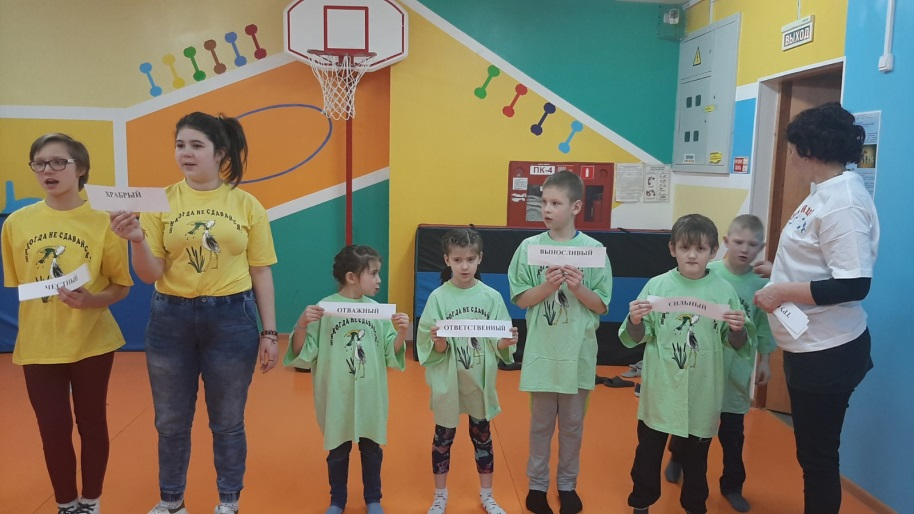 ВЫХОД
ПК-4
ХРАБРЫЙ
НИКОГДА НЕ СДАВАЙСЯ
ЧЕСТНЫЙ
ВЫНОСЛИВЫЙ
ОТВАЖНЫЙ
ОТВЕТСТВЕННЫЙ
СИЛЬНЫЙ